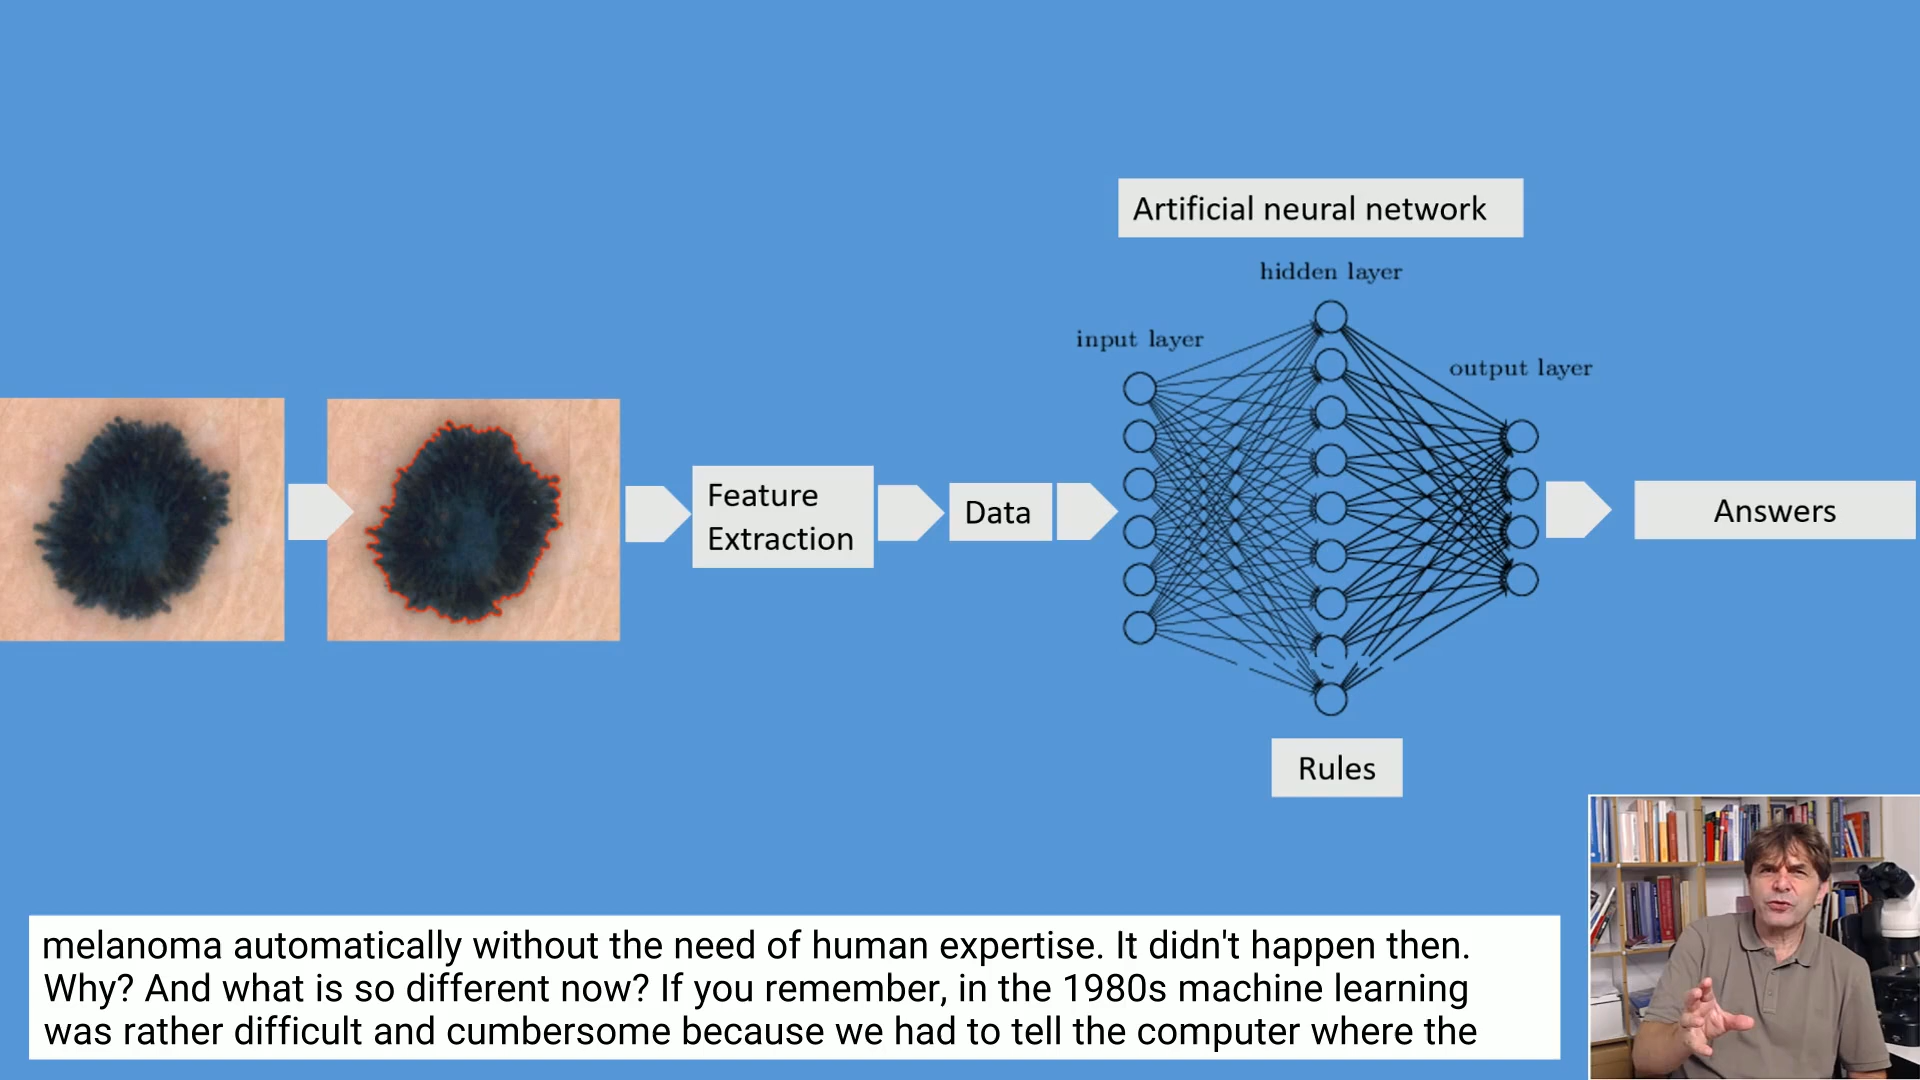 Artificial neural network
hidden layer
input layer
output layer
Feature
Extraction
Data
Answers
Rules
melanoma automatically without the need of human expertise. It didn't happen then.
Why? And what is so different now? If you remember, in the 1980s machine learning
was rather difficult and cumbersome because we had to tell the computer where the